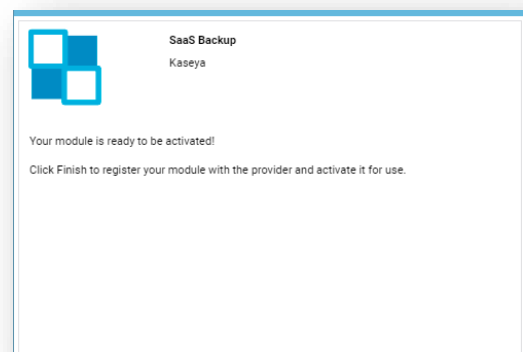 SaaS Backup
Kaseya
Your module is ready to be activated!
Click Finish to register your module with the provider and activate it for use.